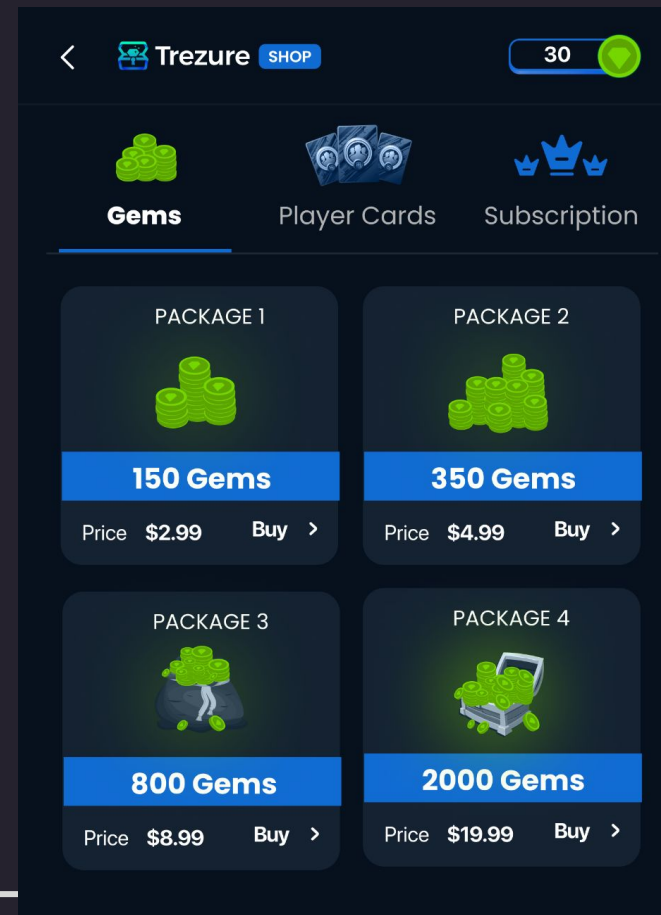 Trezure SHOP 30
Gems Player Cards Subscription
PACKAGE 1
150 Gems
Price $2.99 Buy >
PACKAGE 2
350 Gems
Price $4.99 Buy >
PACKAGE 3
800 Gems
Price $8.99 Buy >
PACKAGE 4
2000 Gems
Price $19.99 Buy >